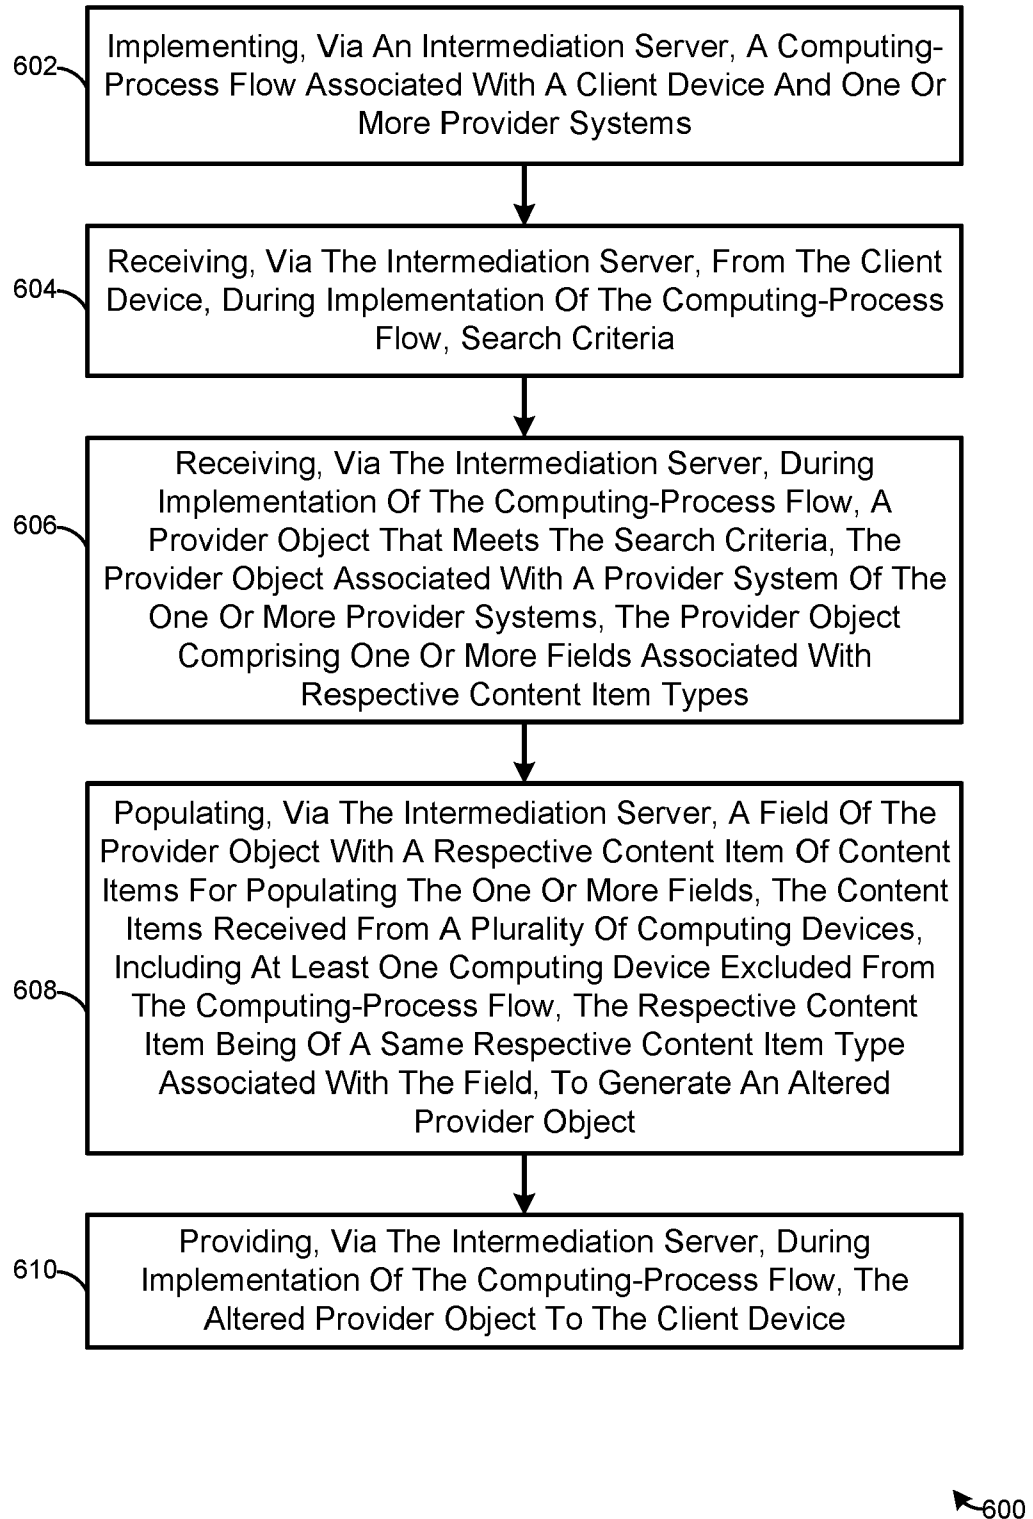 Implementing, Via An Intermediation Server, A Computing-
602
Process Flow Associated With A Client Device And One Or
More Provider Systems
Receiving, Via The Intermediation Server, From The Client
604
Device, During Implementation Of The Computing-Process
Flow, Search Criteria
Receiving, Via The Intermediation Server, During
Implementation Of The Computing-Process Flow, A
606
Provider Object That Meets The Search Criteria, The
Provider Object Associated With A Provider System Of The
One Or More Provider Systems, The Provider Object
Comprising One Or More Fields Associated With
Respective Content Item Types
Populating, Via The Intermediation Server, A Field Of The
Provider Object With A Respective Content Item Of Content
Items For Populating The One Or More Fields, The Content
Items Received From A Plurality Of Computing Devices,
Including At Least One Computing Device Excluded From
608
The Computing-Process Flow, The Respective Content
Item Being Of A Same Respective Content Item Type
Associated With The Field, To Generate An Altered
Provider Object
Providing, Via The Intermediation Server, During
610
Implementation Of The Computing-Process Flow, The
Altered Provider Object To The Client Device
600